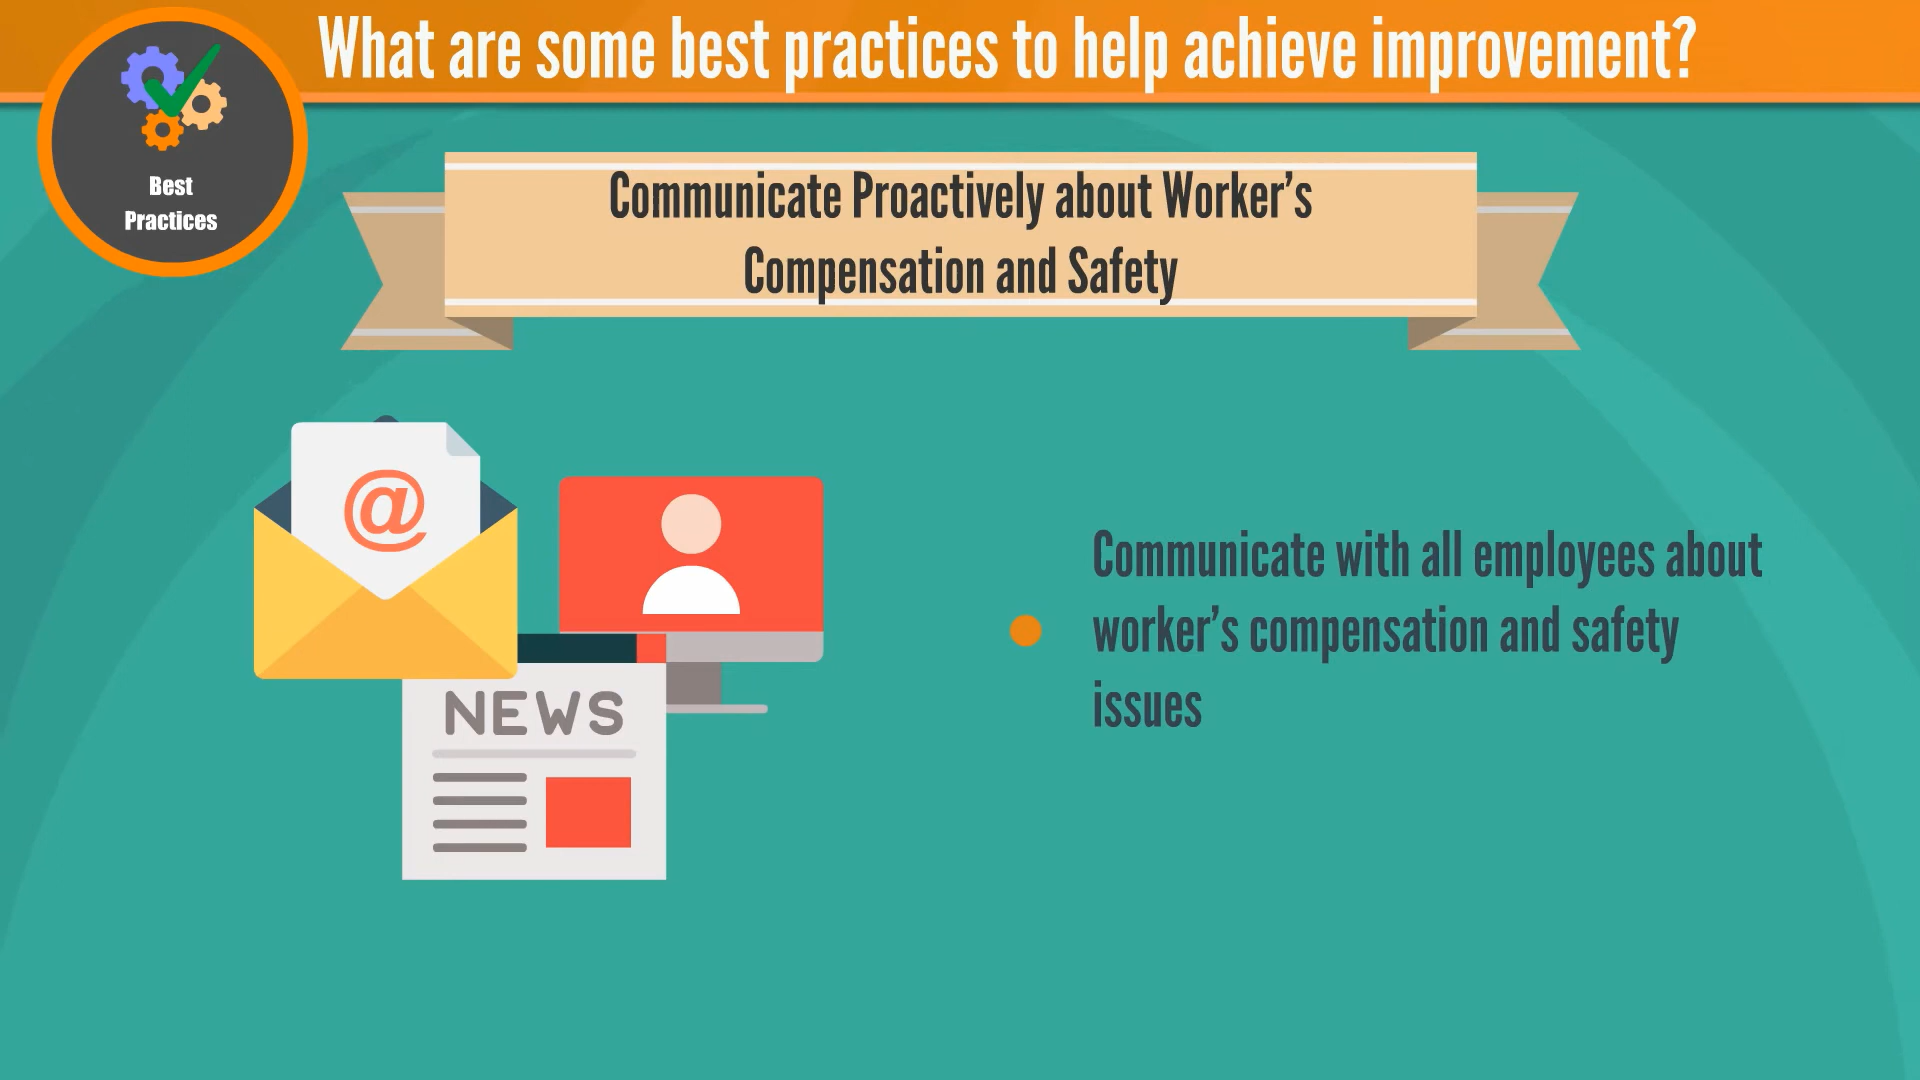 What are some best practices to help achieve improvement?
Best
Practices
Communicate Proactively about Worker’s
Compensation and Safety
@
NEWS
Communicate with all employees about
worker’s compensation and safety
issues